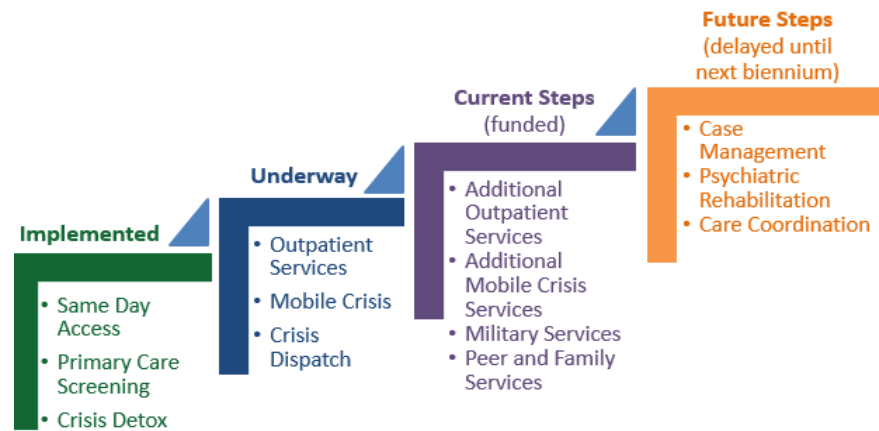 Implemented
• Same Day
Access
• Primary Care
Screening
• Crisis Detox
Underway
• Outpatient
Services
• Mobile Crisis
• Crisis
Dispatch
Current Steps
(funded)
• Additional
Outpatient
Services
• Additional
Mobile Crisis
Services
• Military Services
• Peer and Family
Services
Future Steps
(delayed until
next biennium)
• Case
Management
• Psychiatric
Rehabilitation
• Care Coordination